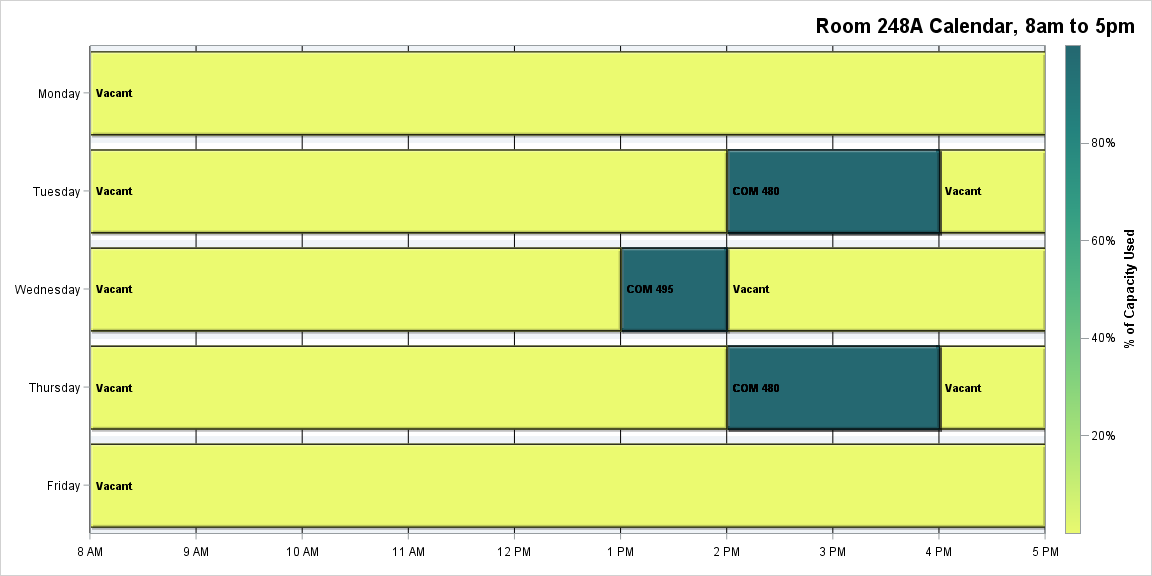 Room 248A Calendar, 8am to 5pm
Monday
Vacant
Tuesday
Vacant
COM 480
Vacant
Wednesday
Vacant
COM 495
Vacant
Thursday
Vacant
COM 480
Vacant
Friday
Vacant
8 AM
9 AM
10 AM
11 AM
12 PM
1 PM
2 PM
3 PM
4 PM
5 PM
80%
60%
40%
20%
% of Capacity Used